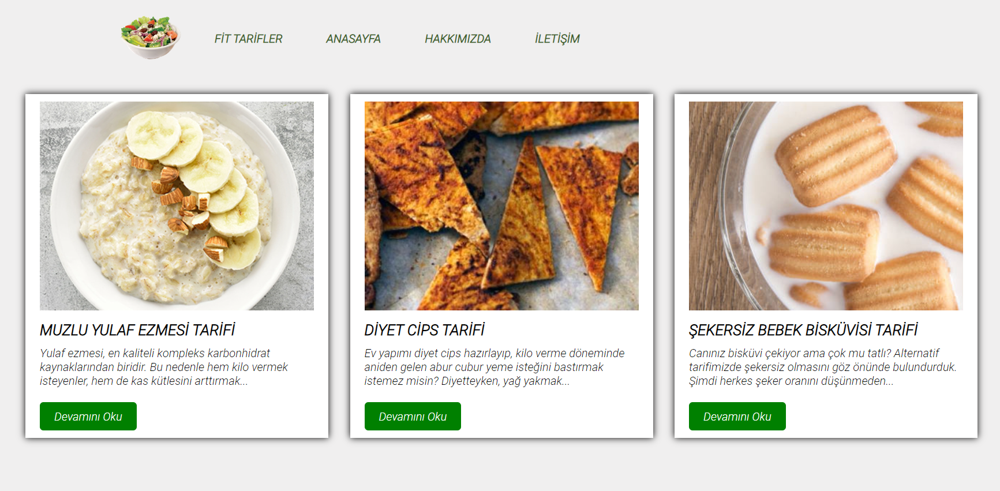 FİT TARİFLER
ANASAYFA
HAKKIMIZDA
İLETİŞİM
MUZLU YULAF EZMESİ TARİFİ
Yulaf ezmesi, en kaliteli kompleks karbonhidrat
kaynaklarından biridir. Bu nedenle hem kilo vermek
isteyenler, hem de kas kütlesini arttırmak...
Devamını Oku
DİYET CİPS TARİFİ
Ev yapımı diyet cips hazırlayıp, kilo verme döneminde
aniden gelen abur cubur yeme isteğini bastırmak
istemez misin? Diyetteyken, yağ yakmak...
Devamını Oku
ŞEKERSİZ BEBEK BİSKÜVİSİ TARİFİ
Canınız bisküvi çekiyor ama çok mu tatlı? Alternatif
tarifimizde şekersiz olmasını göz önünde bulundurduk.
Şimdi herkes şeker oranını düşünmeden...
Devamını Oku